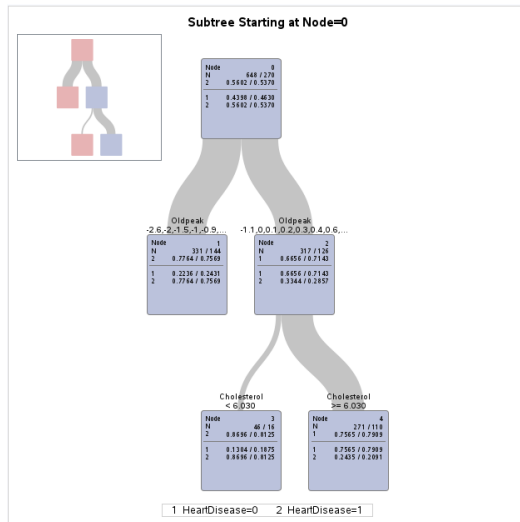 Subtree Starting at Node=0
Node 0
N 648 / 270
2 0.5602 / 0.5370
1 0.4398 / 0.4630
2 0.5602 / 0.5370
Oldpeak Oldpeak
-2.6,-2,-1.5,-1,-0.9,... -1.1,0,0.1,0.2,0.3,0.4,0.6,...
Node 1
N 331 / 144
2 0.7764 / 0.7569
1 0.2236 / 0.2431
2 0.7764 / 0.7569
Node 2
N 317 / 126
1 0.6656 / 0.7143
1 0.6656 / 0.7143
2 0.3344 / 0.2857
Cholesterol Cholesterol
< 6.030 >= 6.030
Node 3
N 46 / 16
2 0.8696 / 0.8125
1 0.1304 / 0.1875
2 0.8696 / 0.8125
Node 4
N 271 / 110
1 0.7565 / 0.7909
1 0.7565 / 0.7909
2 0.2435 / 0.2091
1 HeartDisease=0 2 HeartDisease=1